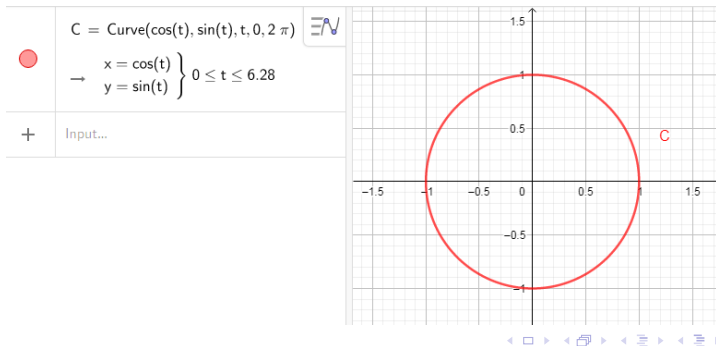 C = Curve(cos(t), sin(t), t, 0, 2 π)
→ x = cos(t)
y = sin(t) } 0 ≤ t ≤ 6.28
+ Input...
1.5
1
0.5
C
−1.5 −1 −0.5 0 0.5 1 1.5
−0.5
−1